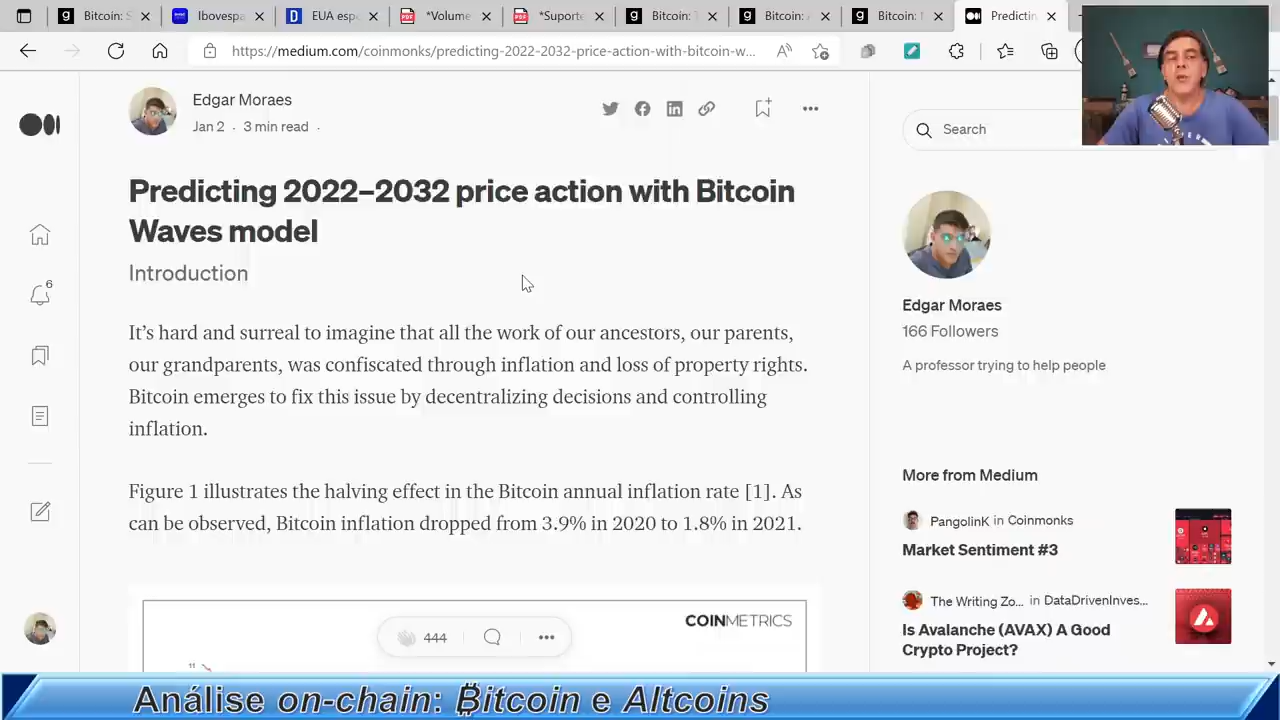 Bitcoin: S
Ibovespa
EUA espe
*Volume
*Suporte
Bitcoin: T
Bitcoin: A
Bitcoin: M
Predictin
https://medium.com/coinmonks/predicting-2022-2032-price-action-with-bitcoin-w...
Edgar Moraes
Jan 2 · 3 min read ·
Search
Predicting 2022–2032 price action with Bitcoin
Waves model
Introduction
6
It's hard and surreal to imagine that all the work of our ancestors, our parents,
our grandparents, was confiscated through inflation and loss of property rights.
Bitcoin emerges to fix this issue by decentralizing decisions and controlling
inflation.
Figure 1 illustrates the halving effect in the Bitcoin annual inflation rate [1]. As
can be observed, Bitcoin inflation dropped from 3.9% in 2020 to 1.8% in 2021.
COINMETRICS
444
11
Edgar Moraes
166 Followers
A professor trying to help people
More from Medium
PangolinK in Coinmonks
Market Sentiment #3
The Writing Zo... in DataDrivenInves...
Is Avalanche (AVAX) A Good
Crypto Project?
Análise on-chain: ₿itcoin e Altcoins